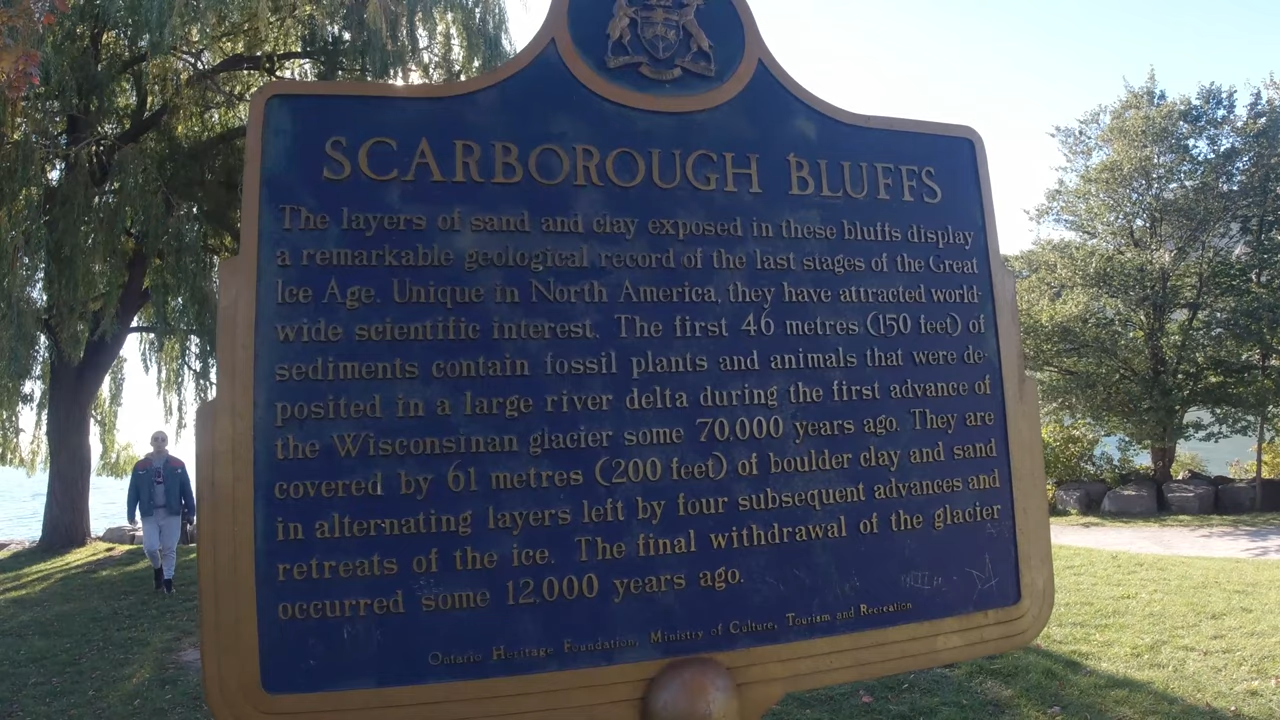 SCARBOROUGH BLUFFS
The layers of sand and clay exposed in these bluffs display
a remarkable geological record of the last stages of the Great
Ice Age. Unique in North America, they have attracted world-
wide scientific interest. The first 46 metres (150 feet) of
sediments contain fossil plants and animals that were de-
posited in a large river delta during the first advance of
the Wisconsinan glacier some 70,000 years ago. They are
covered by 61 metres (200 feet) of boulder clay and sand
in alternating layers left by four subsequent advances and
retreats of the ice. The final withdrawal of the glacier
occurred some 12,000 years ago.
Ontario Heritage Foundation, Ministry of Culture, Tourism and Recreation